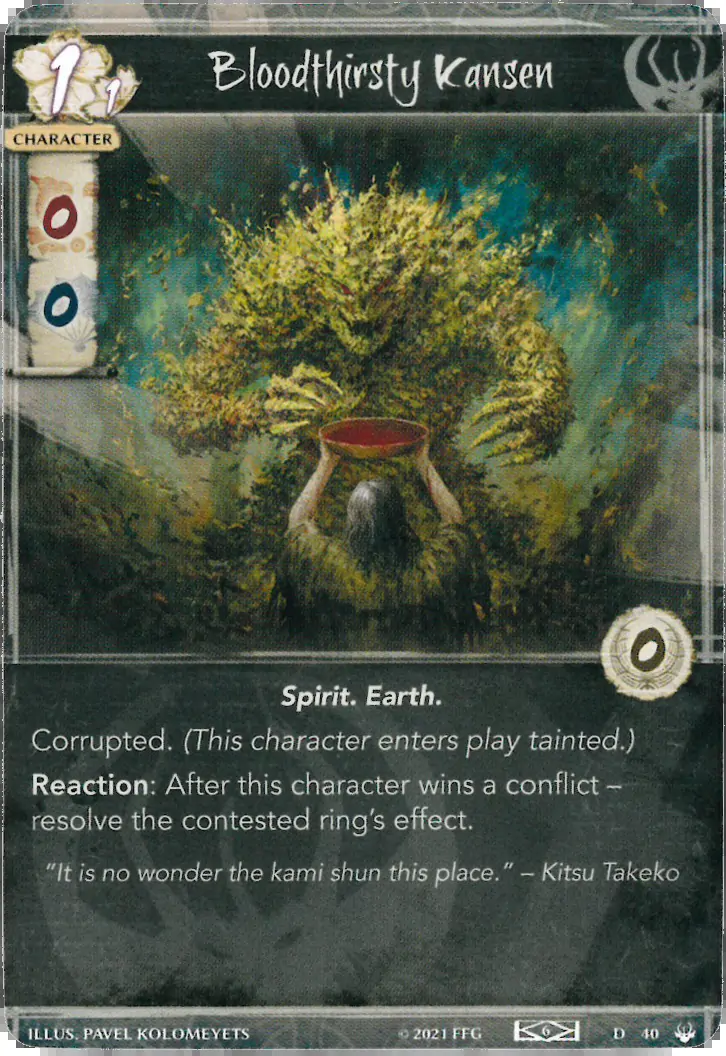 1
1
Bloodthirsty Kansen
CHARACTER
0
0
0
Spirit. Earth.
Corrupted. (This character enters play tainted.)
Reaction: After this character wins a conflict –
resolve the contested ring's effect.
"It is no wonder the kami shun this place." – Kitsu Takeko
ILLUS. PAVEL KOLOMEYETS © 2021 FFG 6 D 40